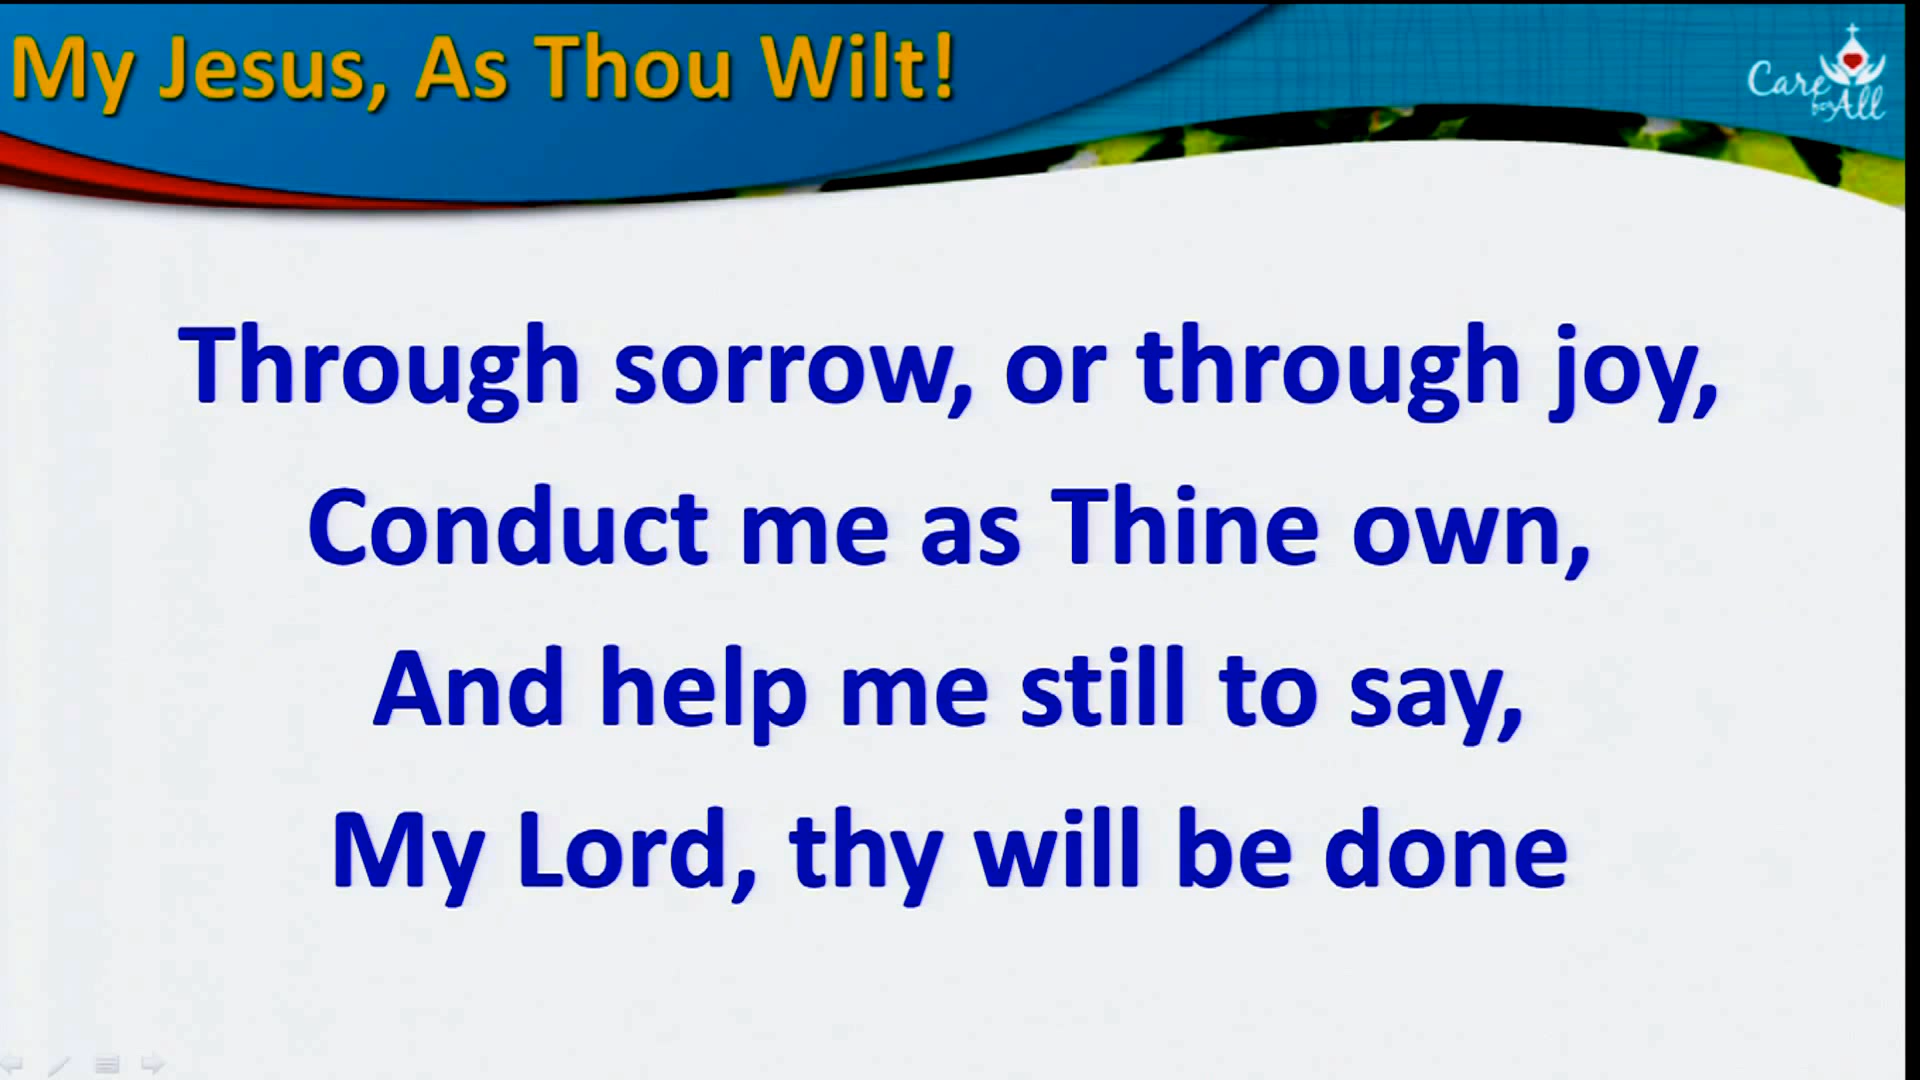 My Jesus, As Thou Wilt!
Care for All
Through sorrow, or through joy,
Conduct me as Thine own,
And help me still to say,
My Lord, thy will be done